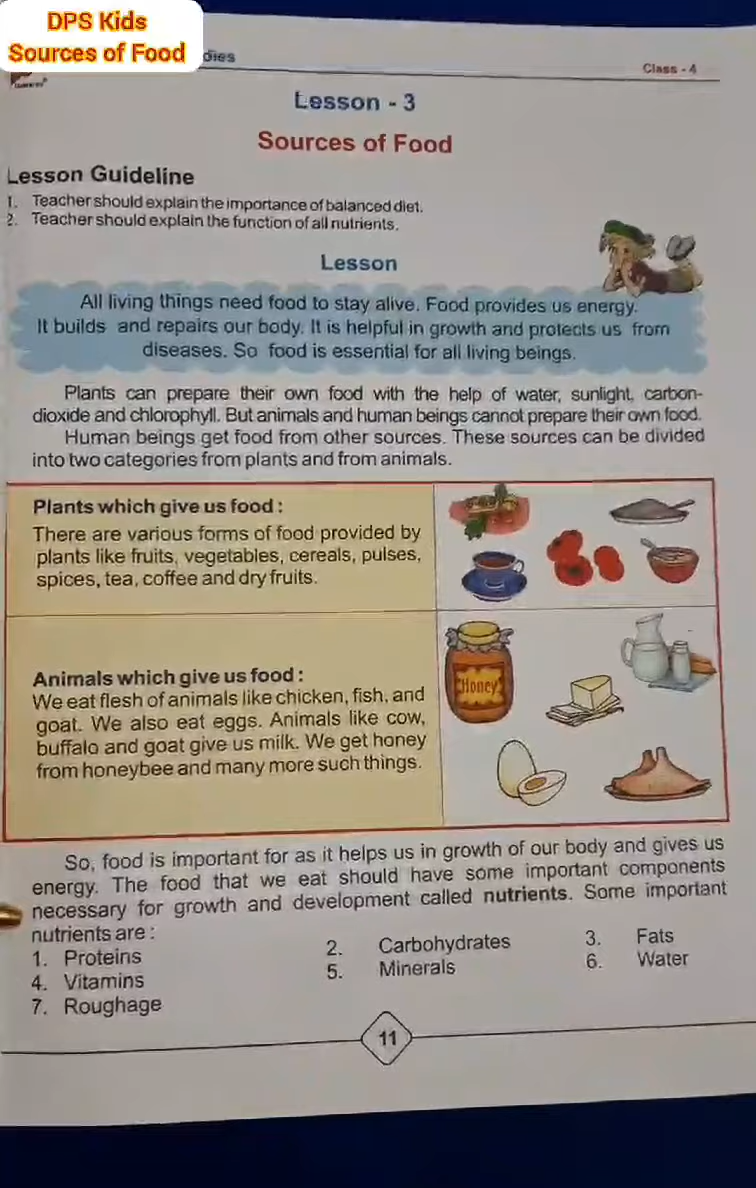 DPS Kids
Sources of Food
dies
Class - 4
Lesson - 3
Sources of Food
Lesson Guideline
1. Teacher should explain the importance of balanced diet.
2. Teacher should explain the function of all nutrients.
Lesson
All living things need food to stay alive. Food provides us energy.
It builds and repairs our body. It is helpful in growth and protects us from
diseases. So food is essential for all living beings.
Plants can prepare their own food with the help of water, sunlight, carbon-
dioxide and chlorophyll. But animals and human beings cannot prepare their own food.
Human beings get food from other sources. These sources can be divided
into two categories from plants and from animals.
Plants which give us food :
There are various forms of food provided by
plants like fruits, vegetables, cereals, pulses,
spices, tea, coffee and dry fruits.
Animals which give us food :
We eat flesh of animals like chicken, fish, and
goat. We also eat eggs. Animals like cow,
buffalo and goat give us milk. We get honey
from honeybee and many more such things.
Honey
So, food is important for as it helps us in growth of our body and gives us
energy. The food that we eat should have some important components
necessary for growth and development called nutrients. Some important
nutrients are :
1. Proteins 2. Carbohydrates 3. Fats
4. Vitamins 5. Minerals 6. Water
7. Roughage
11